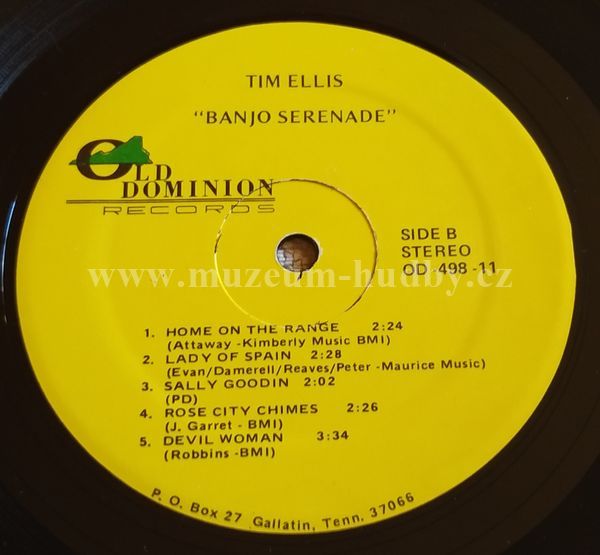 TIM ELLIS
"BANJO SERENADE"
OLD
DOMINION
RECORDS
SIDE B
STEREO
OD-498-11
www.muzeum-hudby.cz
1. HOME ON THE RANGE 2:24
(Attaway-Kimberly Music BMI)
2. LADY OF SPAIN 2:28
(Evan/Damerell/Reaves/Peter-Maurice Music)
3. SALLY GOODIN 2:02
(PD)
4. ROSE CITY CHIMES 2:26
(J. Garret - BMI)
5. DEVIL WOMAN 3:34
(Robbins -BMI)
P. O. Box 27 Gallatin, Tenn. 37066